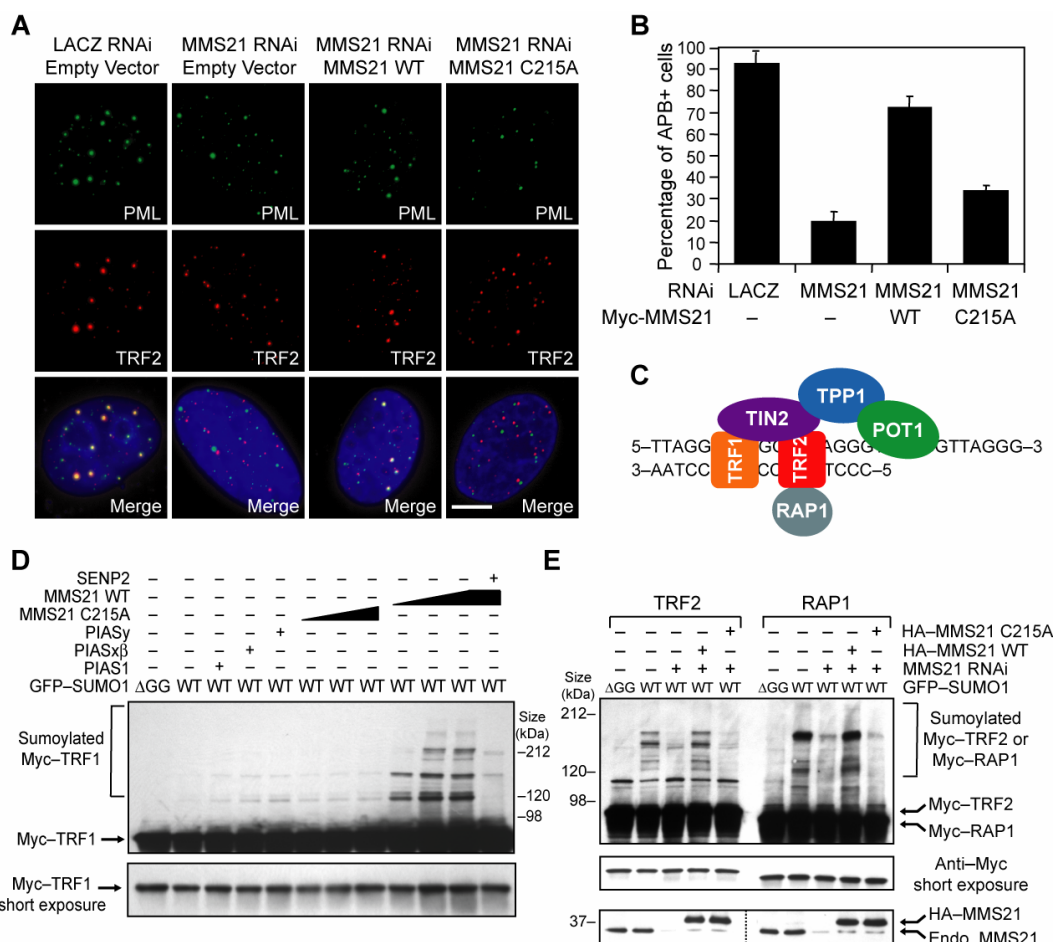 A
LACZ RNAi
Empty Vector
MMS21 RNAi
Empty Vector
MMS21 RNAi
MMS21 WT
MMS21 RNAi
MMS21 C215A
PML
PML
PML
PML
TRF2
TRF2
TRF2
TRF2
Merge
Merge
Merge
Merge
B
Percentage of APB+ cells
100
90
80
70
60
50
40
30
20
10
0
RNAi LACZ MMS21 MMS21 MMS21
Myc-MMS21 – – WT C215A
C
TPP1
TIN2
POT1
5–TTAGG GG AGGG GTTAGGG–3
TRF1
TRF2
3–AATCC CC TCCC–5
RAP1
D
SENP2 – – – – – – – – – – – +
MMS21 WT – – – – – – – –
MMS21 C215A – – – – – – – – –
PIASy – – – – + – – – – – – –
PIASxβ – – – + – – – – – – – –
PIAS1 – – + – – – – – – – – –
GFP–SUMO1 ΔGG WT WT WT WT WT WT WT WT WT WT WT
Sumoylated
Myc–TRF1
Size
(kDa)
–212
–120
–98
Myc–TRF1
Myc–TRF1
short exposure
E
TRF2 RAP1
– – – – + – – – – + HA–MMS21 C215A
– – – + – – – – + – HA–MMS21 WT
– – + + + – – + + + MMS21 RNAi
ΔGG WT WT WT WT ΔGG WT WT WT WT GFP–SUMO1
Size
(kDa)
212–
120–
98–
Sumoylated
Myc–TRF2 or
Myc–RAP1
Myc–TRF2
Myc–RAP1
Anti–Myc
short exposure
37–
HA–MMS21
Endo. MMS21